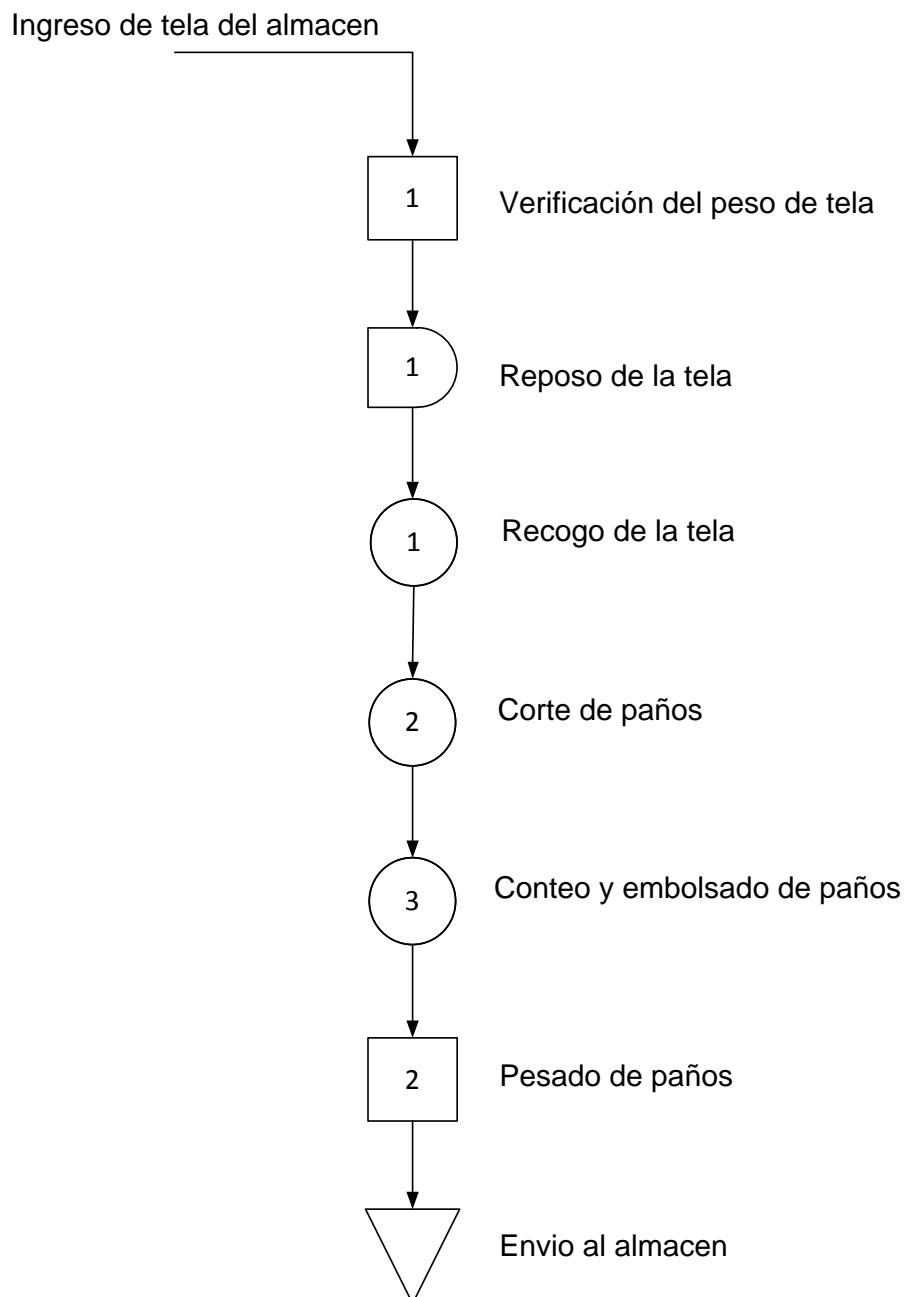 Ingreso de tela del almacen
1
Verificación del peso de tela
1
Reposo de la tela
1
Recogo de la tela
2
Corte de paños
3
Conteo y embolsado de paños
2
Pesado de paños
Envio al almacen